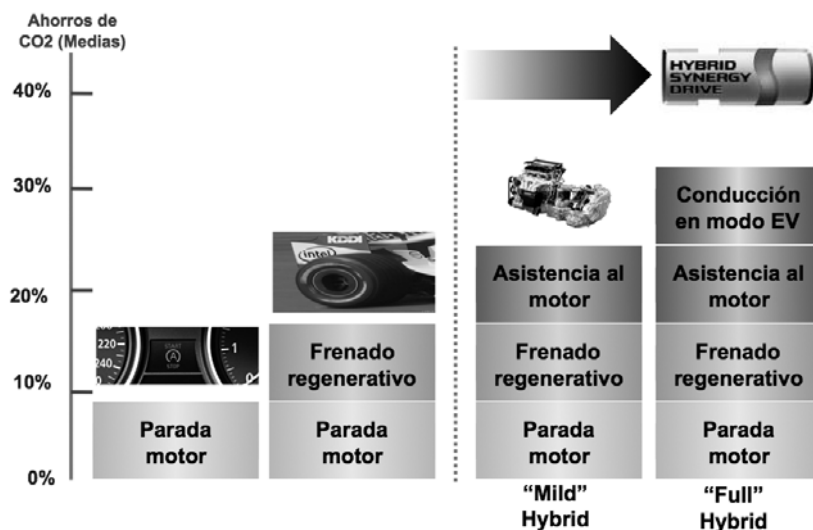 Ahorros de
CO2 (Medias)
40%
30%
20%
10%
0%
220
240
START
A
STOP
1
0
Parada
motor
KDDI
intel
Frenado
regenerativo
Parada
motor
Asistencia al
motor
Frenado
regenerativo
Parada
motor
"Mild"
Hybrid
HYBRID
SYNERGY
DRIVE
Conducción
en modo EV
Asistencia al
motor
Frenado
regenerativo
Parada
motor
"Full"
Hybrid